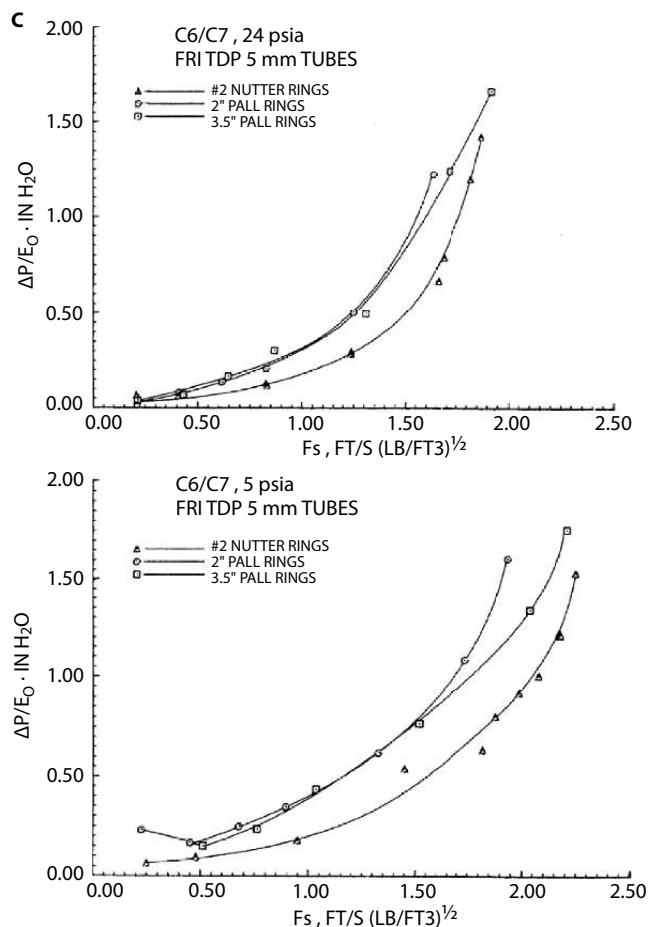 C
C6/C7 , 24 psia
FRI TDP 5 mm TUBES
#2 NUTTER RINGS
2" PALL RINGS
3.5" PALL RINGS
2.00
1.50
1.00
0.50
0.00
ΔP/E_O · IN H₂O
0.00 0.50 1.00 1.50 2.00 2.50
Fs , FT/S (LB/FT3)^½
C6/C7 , 5 psia
FRI TDP 5 mm TUBES
#2 NUTTER RINGS
2" PALL RINGS
3.5" PALL RINGS
2.00
1.50
1.00
0.50
0.00
ΔP/E_O · IN H₂O
0.00 0.50 1.00 1.50 2.00 2.50
Fs , FT/S (LB/FT3)^½